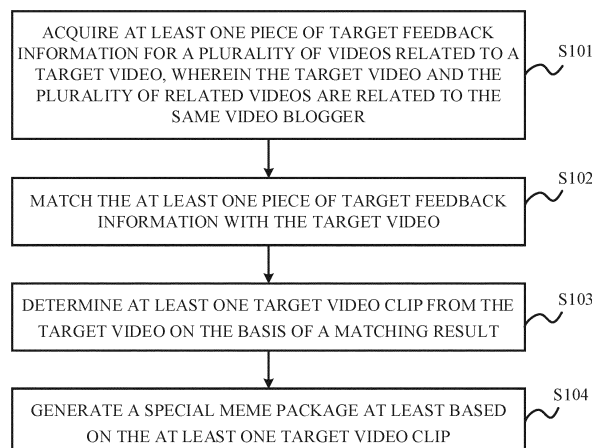 ACQUIRE AT LEAST ONE PIECE OF TARGET FEEDBACK
INFORMATION FOR A PLURALITY OF VIDEOS RELATED TO A
TARGET VIDEO, WHEREIN THE TARGET VIDEO AND THE
PLURALITY OF RELATED VIDEOS ARE RELATED TO THE
SAME VIDEO BLOGGER
S101
MATCH THE AT LEAST ONE PIECE OF TARGET FEEDBACK
INFORMATION WITH THE TARGET VIDEO
S102
DETERMINE AT LEAST ONE TARGET VIDEO CLIP FROM THE
TARGET VIDEO ON THE BASIS OF A MATCHING RESULT
S103
GENERATE A SPECIAL MEME PACKAGE AT LEAST BASED
ON THE AT LEAST ONE TARGET VIDEO CLIP
S104